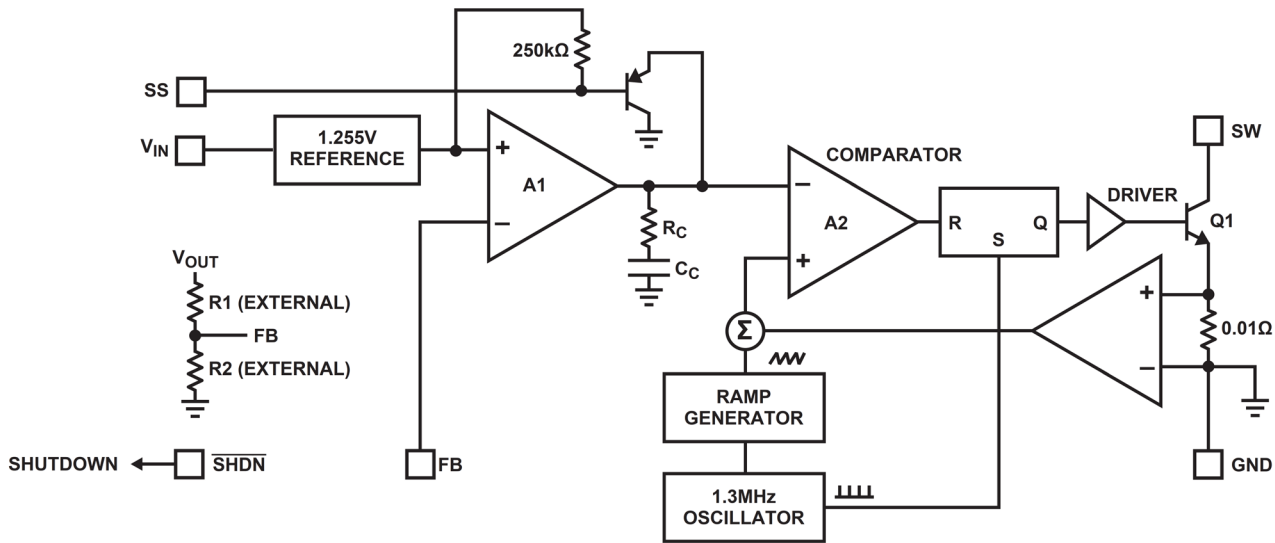 250kΩ
SS
VIN
1.255V
REFERENCE
+
A1
−
RC
CC
COMPARATOR
−
A2
+
R
S
Q
DRIVER
SW
Q1
+
0.01Ω
−
Σ
VOUT
R1 (EXTERNAL)
FB
R2 (EXTERNAL)
RAMP
GENERATOR
SHUTDOWN
SHDN
FB
1.3MHz
OSCILLATOR
GND